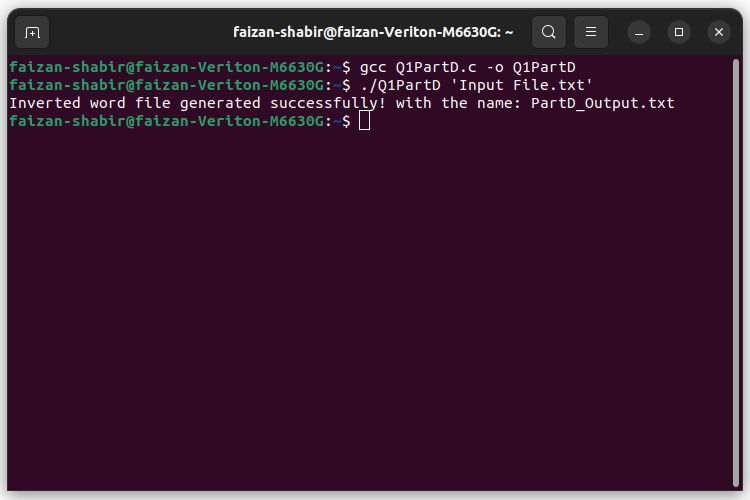 faizan-shabir@faizan-Veriton-M6630G: ~
faizan-shabir@faizan-Veriton-M6630G:~$ gcc Q1PartD.c -o Q1PartD
faizan-shabir@faizan-Veriton-M6630G:~$ ./Q1PartD 'Input File.txt'
Inverted word file generated successfully! with the name: PartD_Output.txt
faizan-shabir@faizan-Veriton-M6630G:~$